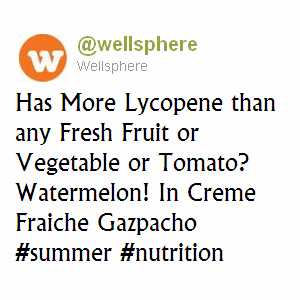 @wellsphere
Wellsphere
Has More Lycopene than
any Fresh Fruit or
Vegetable or Tomato?
Watermelon! In Creme
Fraiche Gazpacho
#summer #nutrition